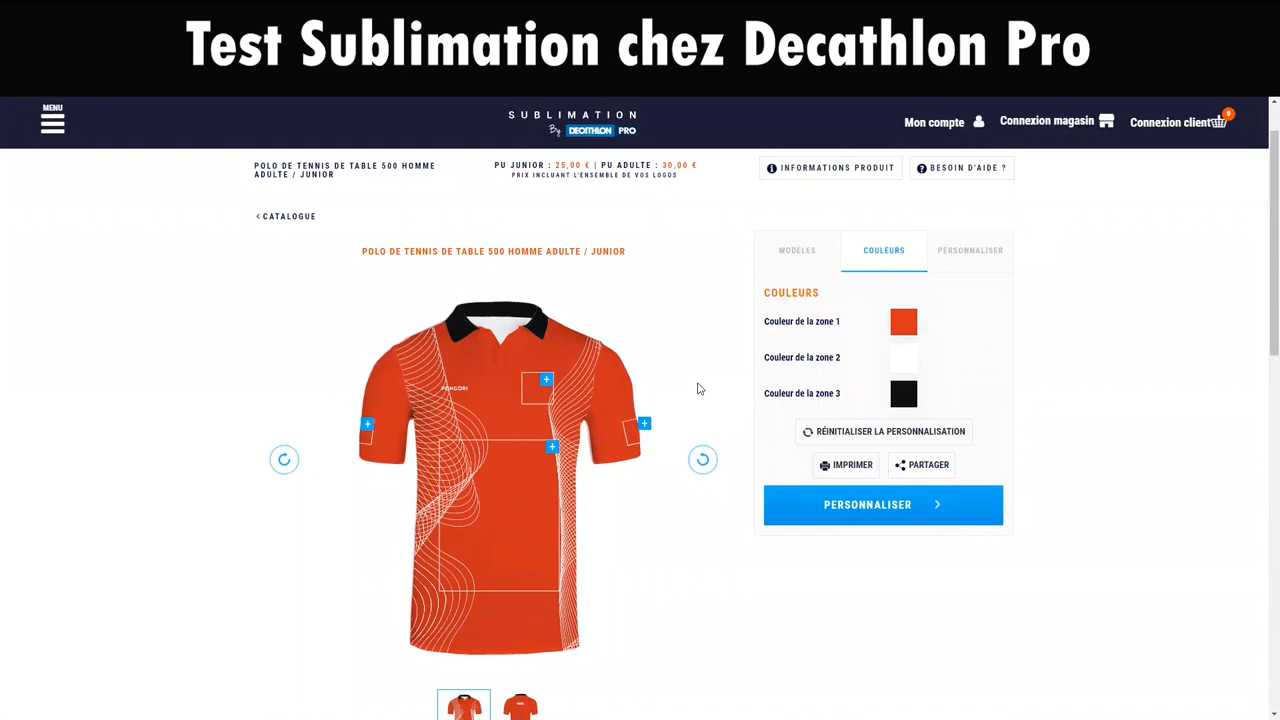 Test Sublimation chez Decathlon Pro
MENU
SUBLIMATION
By DECATHLON PRO
Mon compte
Connexion magasin
Connexion client
0
POLO DE TENNIS DE TABLE 500 HOMME
ADULTE / JUNIOR
PU JUNIOR : 25,00 € | PU ADULTE : 30,00 €
PRIX INCLUANT L'ENSEMBLE DE VOS LOGOS
INFORMATIONS PRODUIT
BESOIN D'AIDE ?
< CATALOGUE
POLO DE TENNIS DE TABLE 500 HOMME ADULTE / JUNIOR
PONGORI
MODÈLES
COULEURS
PERSONNALISER
COULEURS
Couleur de la zone 1
Couleur de la zone 2
Couleur de la zone 3
RÉINITIALISER LA PERSONNALISATION
IMPRIMER
PARTAGER
PERSONNALISER